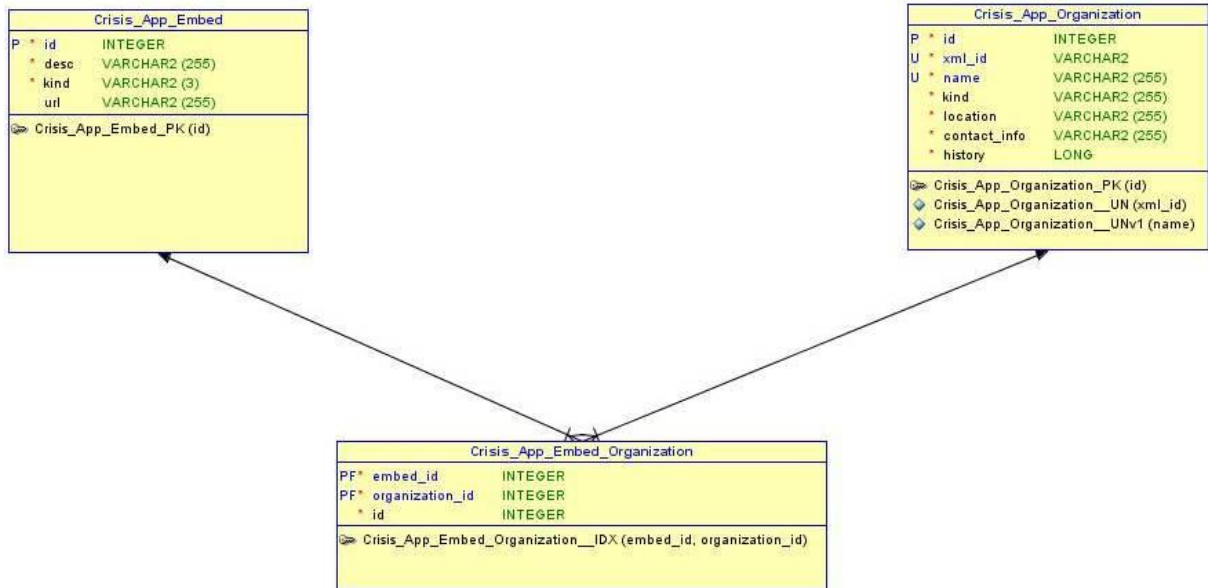 Crisis_App_Embed
P * id INTEGER
* desc VARCHAR2 (255)
* kind VARCHAR2 (3)
url VARCHAR2 (255)
Crisis_App_Embed_PK (id)
Crisis_App_Organization
P * id INTEGER
U * xml_id VARCHAR2
U * name VARCHAR2 (255)
* kind VARCHAR2 (255)
* location VARCHAR2 (255)
* contact_info VARCHAR2 (255)
* history LONG
Crisis_App_Organization_PK (id)
Crisis_App_Organization__UN (xml_id)
Crisis_App_Organization__UNv1 (name)
Crisis_App_Embed_Organization
PF* embed_id INTEGER
PF* organization_id INTEGER
* id INTEGER
Crisis_App_Embed_Organization__IDX (embed_id, organization_id)